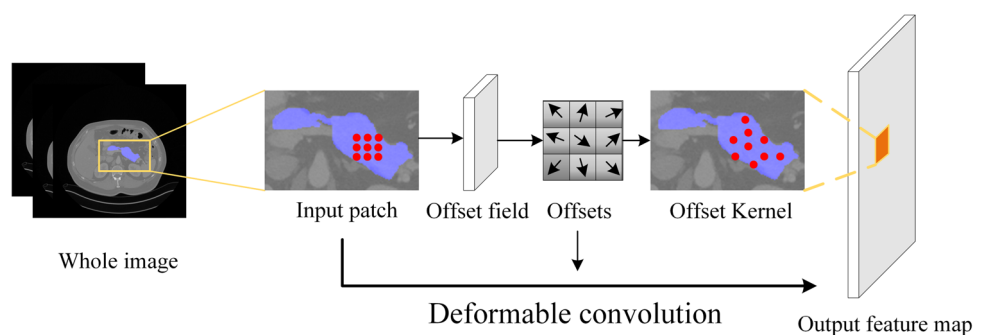 Input patch
Offset field
Offsets
Offset Kernel
Whole image
Deformable convolution
Output feature map